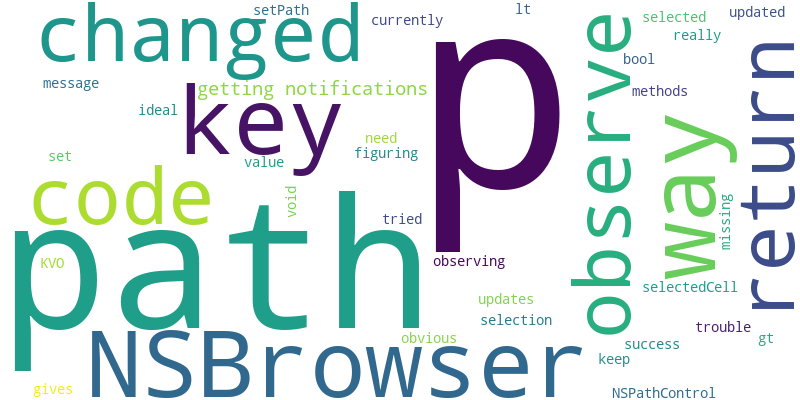 setPath
lt
updated
currently
selected
changed
really
p
observe
bool
return
message
getting notifications
methods
key
ideal
way
need
figuring
set
value
code
void
tried
missing
path
KVO
observing
selectedCell
updates
selection
trouble
NSBrowser
obvious
success
gt
keep
gives
NSPathControl